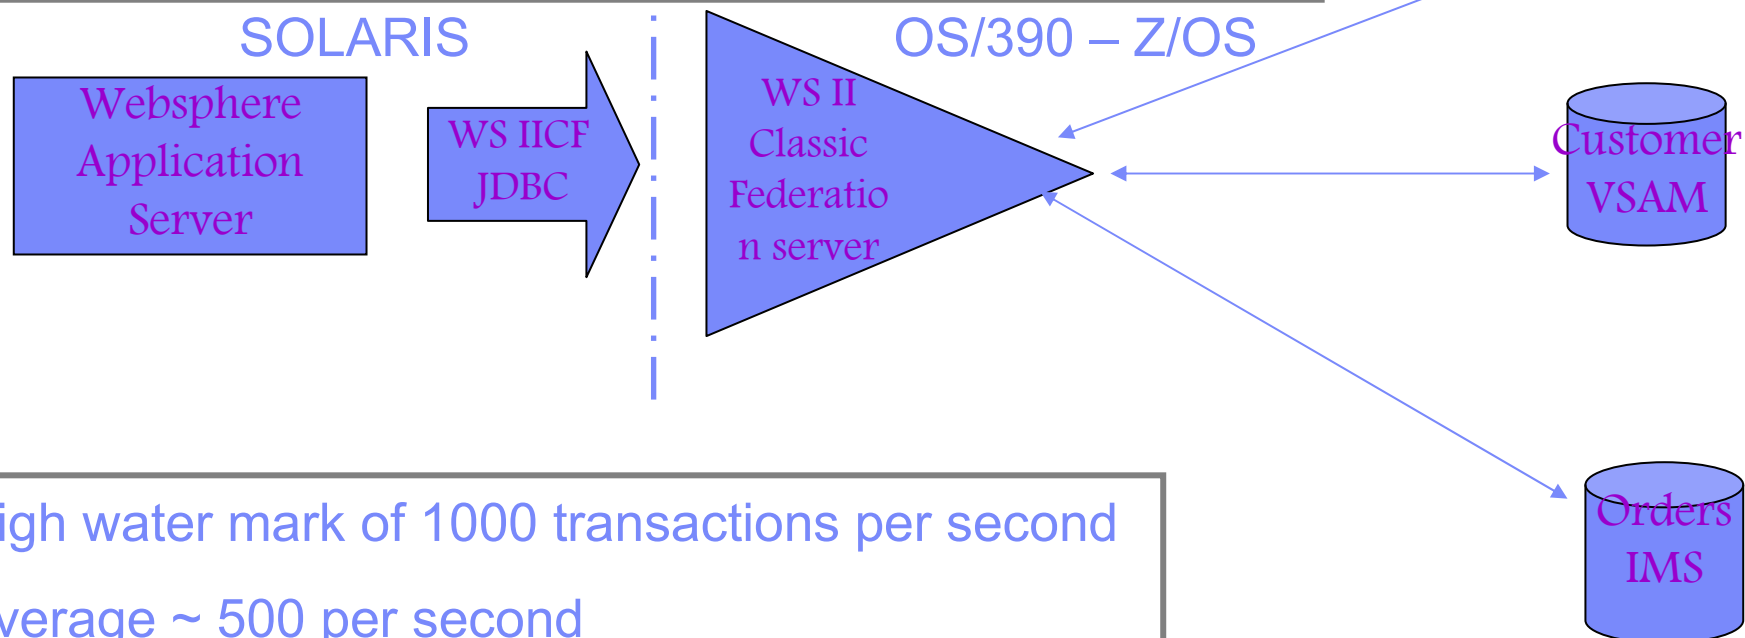 SOLARIS
OS/390 – Z/OS
Websphere
Application
Server
WS IICF
JDBC
WS II
Classic
Federatio
n server
Customer
VSAM
Orders
IMS
igh water mark of 1000 transactions per second
verage ~ 500 per second